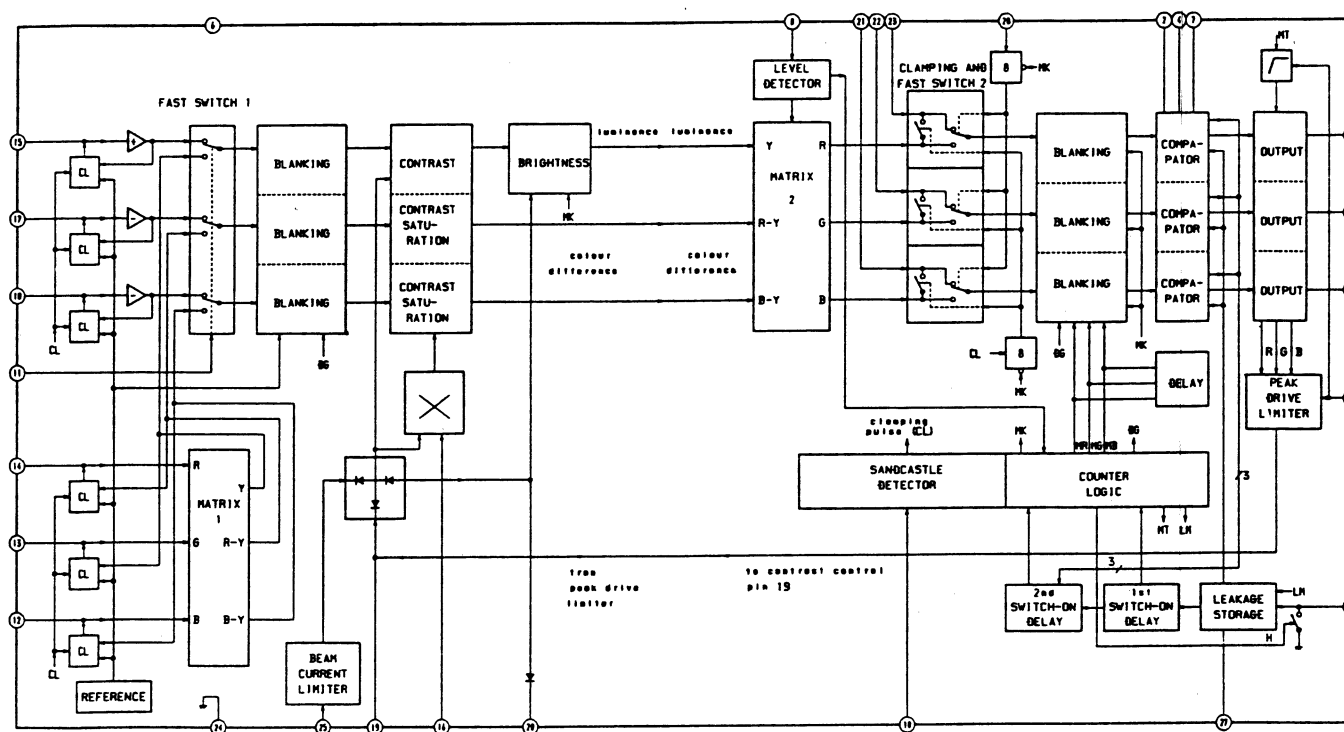 6
8
21
22
23
26
2
4
7
MT
LEVEL
DETECTOR
CLAMPING AND
FAST SWITCH 2
8
MK
FAST SWITCH 1
15
+
CL
BLANKING
CONTRAST
BRIGHTNESS
MK
luminance luminance
Y
R
MATRIX
2
BLANKING
COMPA-
PATOR
OUTPUT
17
-
CL
BLANKING
CONTRAST
SATU-
RATION
R-Y
G
BLANKING
COMPA-
PATOR
OUTPUT
colour
difference
colour
difference
10
-
CL
BLANKING
CONTRAST
SATU-
RATION
B-Y
B
BLANKING
COMPA-
PATOR
OUTPUT
CL
11
BG
CL
8
MK
BG
MK
DELAY
R G B
PEAK
DRIVE
LIMITER
clamping
pulse (CL)
MK
MR MG MB
BG
SANDCASTLE
DETECTOR
COUNTER
LOGIC
3
MT
LM
14
CL
R
Y
MATRIX
1
13
CL
G
R-Y
12
CL
B
B-Y
CL
REFERENCE
from
peak drive
limiter
to contrast control
pin 19
3
2nd
SWITCH-ON
DELAY
1st
SWITCH-ON
DELAY
LEAKAGE
STORAGE
LM
H
BEAM
CURRENT
LIMITER
24
25
19
16
20
10
27